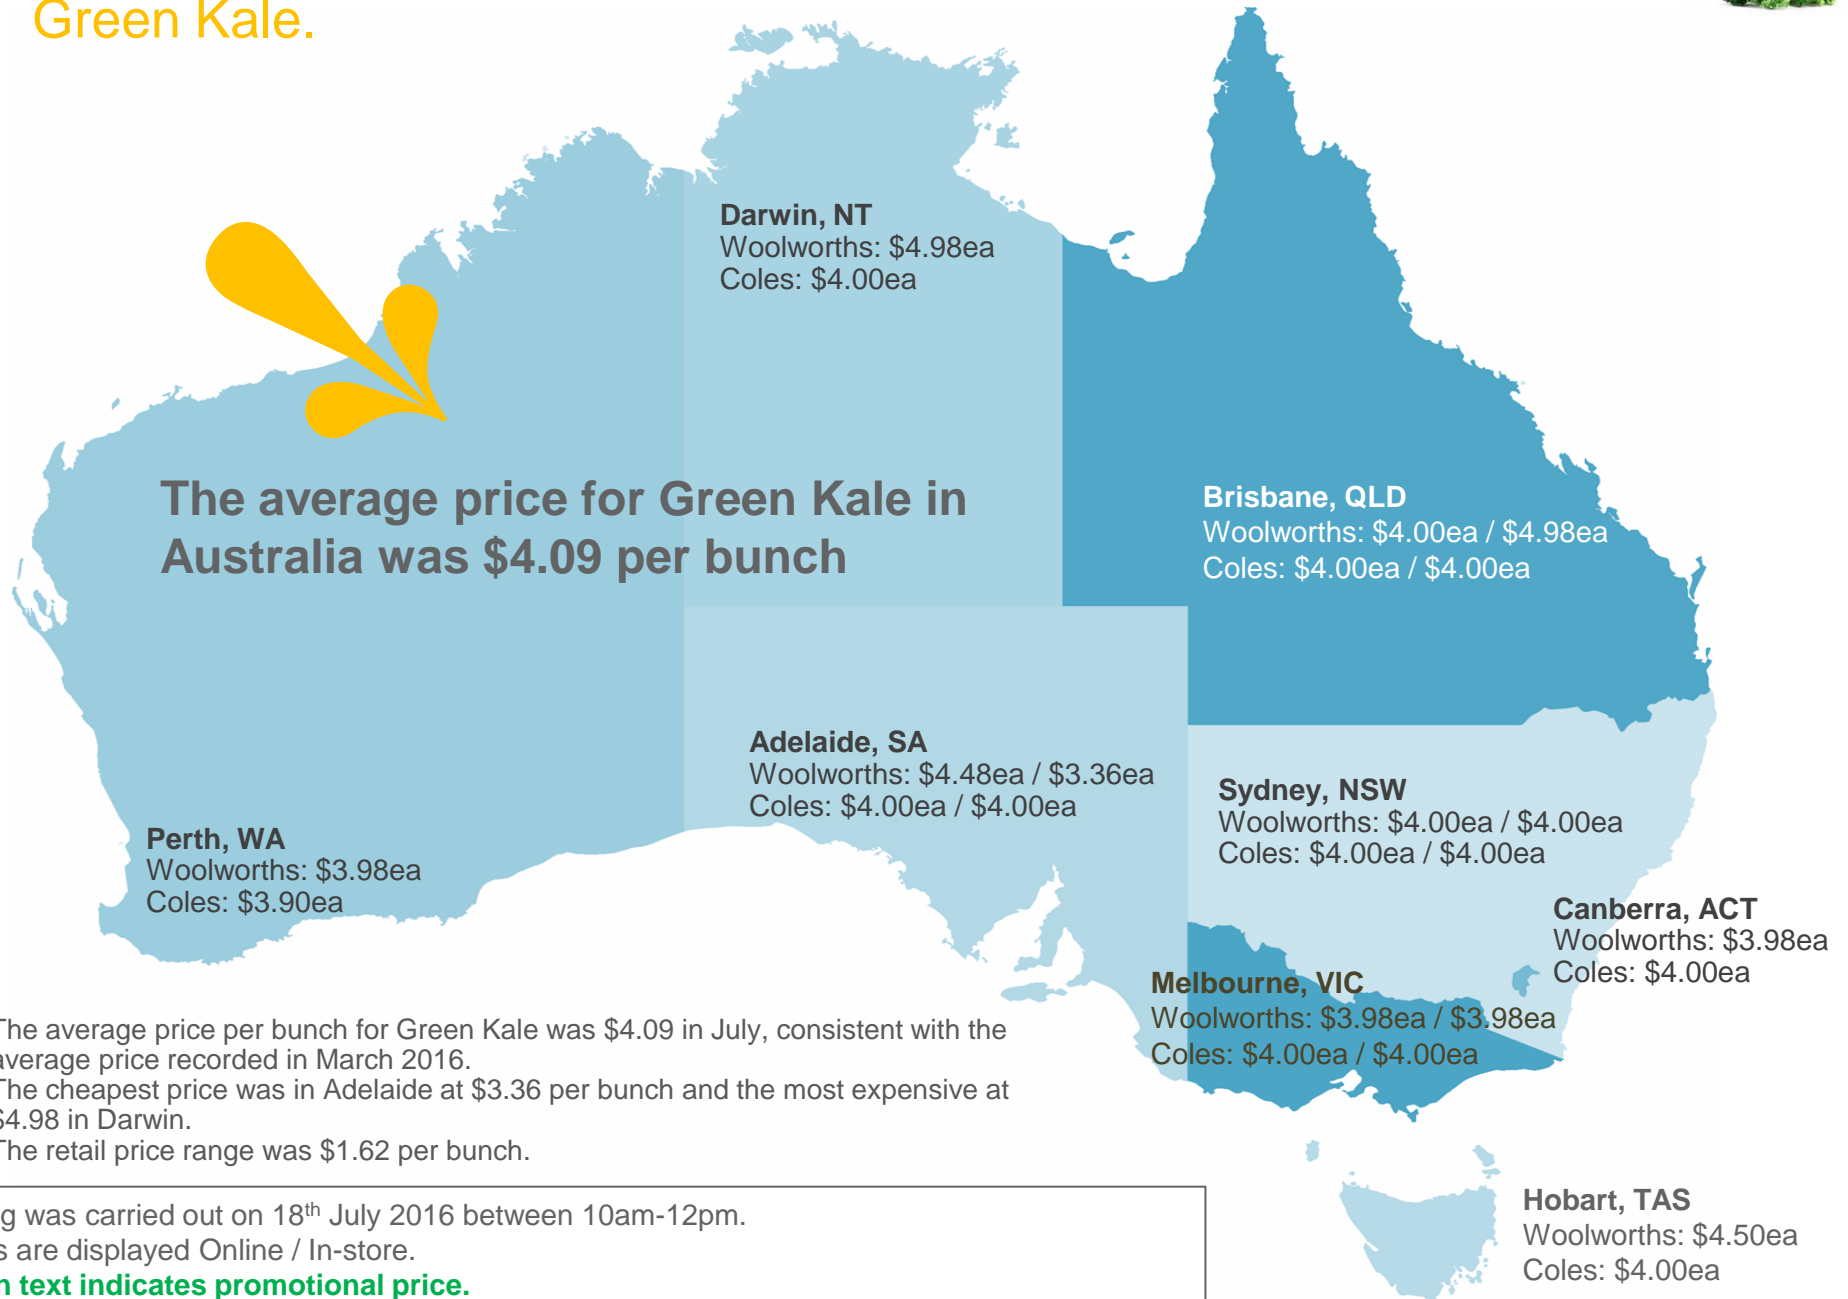 Green Kale.
Darwin, NT
Woolworths: $4.98ea
Coles: $4.00ea
The average price for Green Kale in
Australia was $4.09 per bunch
Brisbane, QLD
Woolworths: $4.00ea / $4.98ea
Coles: $4.00ea / $4.00ea
Adelaide, SA
Woolworths: $4.48ea / $3.36ea
Coles: $4.00ea / $4.00ea
Sydney, NSW
Woolworths: $4.00ea / $4.00ea
Coles: $4.00ea / $4.00ea
Perth, WA
Woolworths: $3.98ea
Coles: $3.90ea
Canberra, ACT
Woolworths: $3.98ea
Coles: $4.00ea
Melbourne, VIC
Woolworths: $3.98ea / $3.98ea
Coles: $4.00ea / $4.00ea
The average price per bunch for Green Kale was $4.09 in July, consistent with the
average price recorded in March 2016.
The cheapest price was in Adelaide at $3.36 per bunch and the most expensive at
$4.98 in Darwin.
The retail price range was $1.62 per bunch.
Hobart, TAS
Woolworths: $4.50ea
Coles: $4.00ea
was carried out on 18th July 2016 between 10am-12pm.
are displayed Online / In-store.
text indicates promotional price.